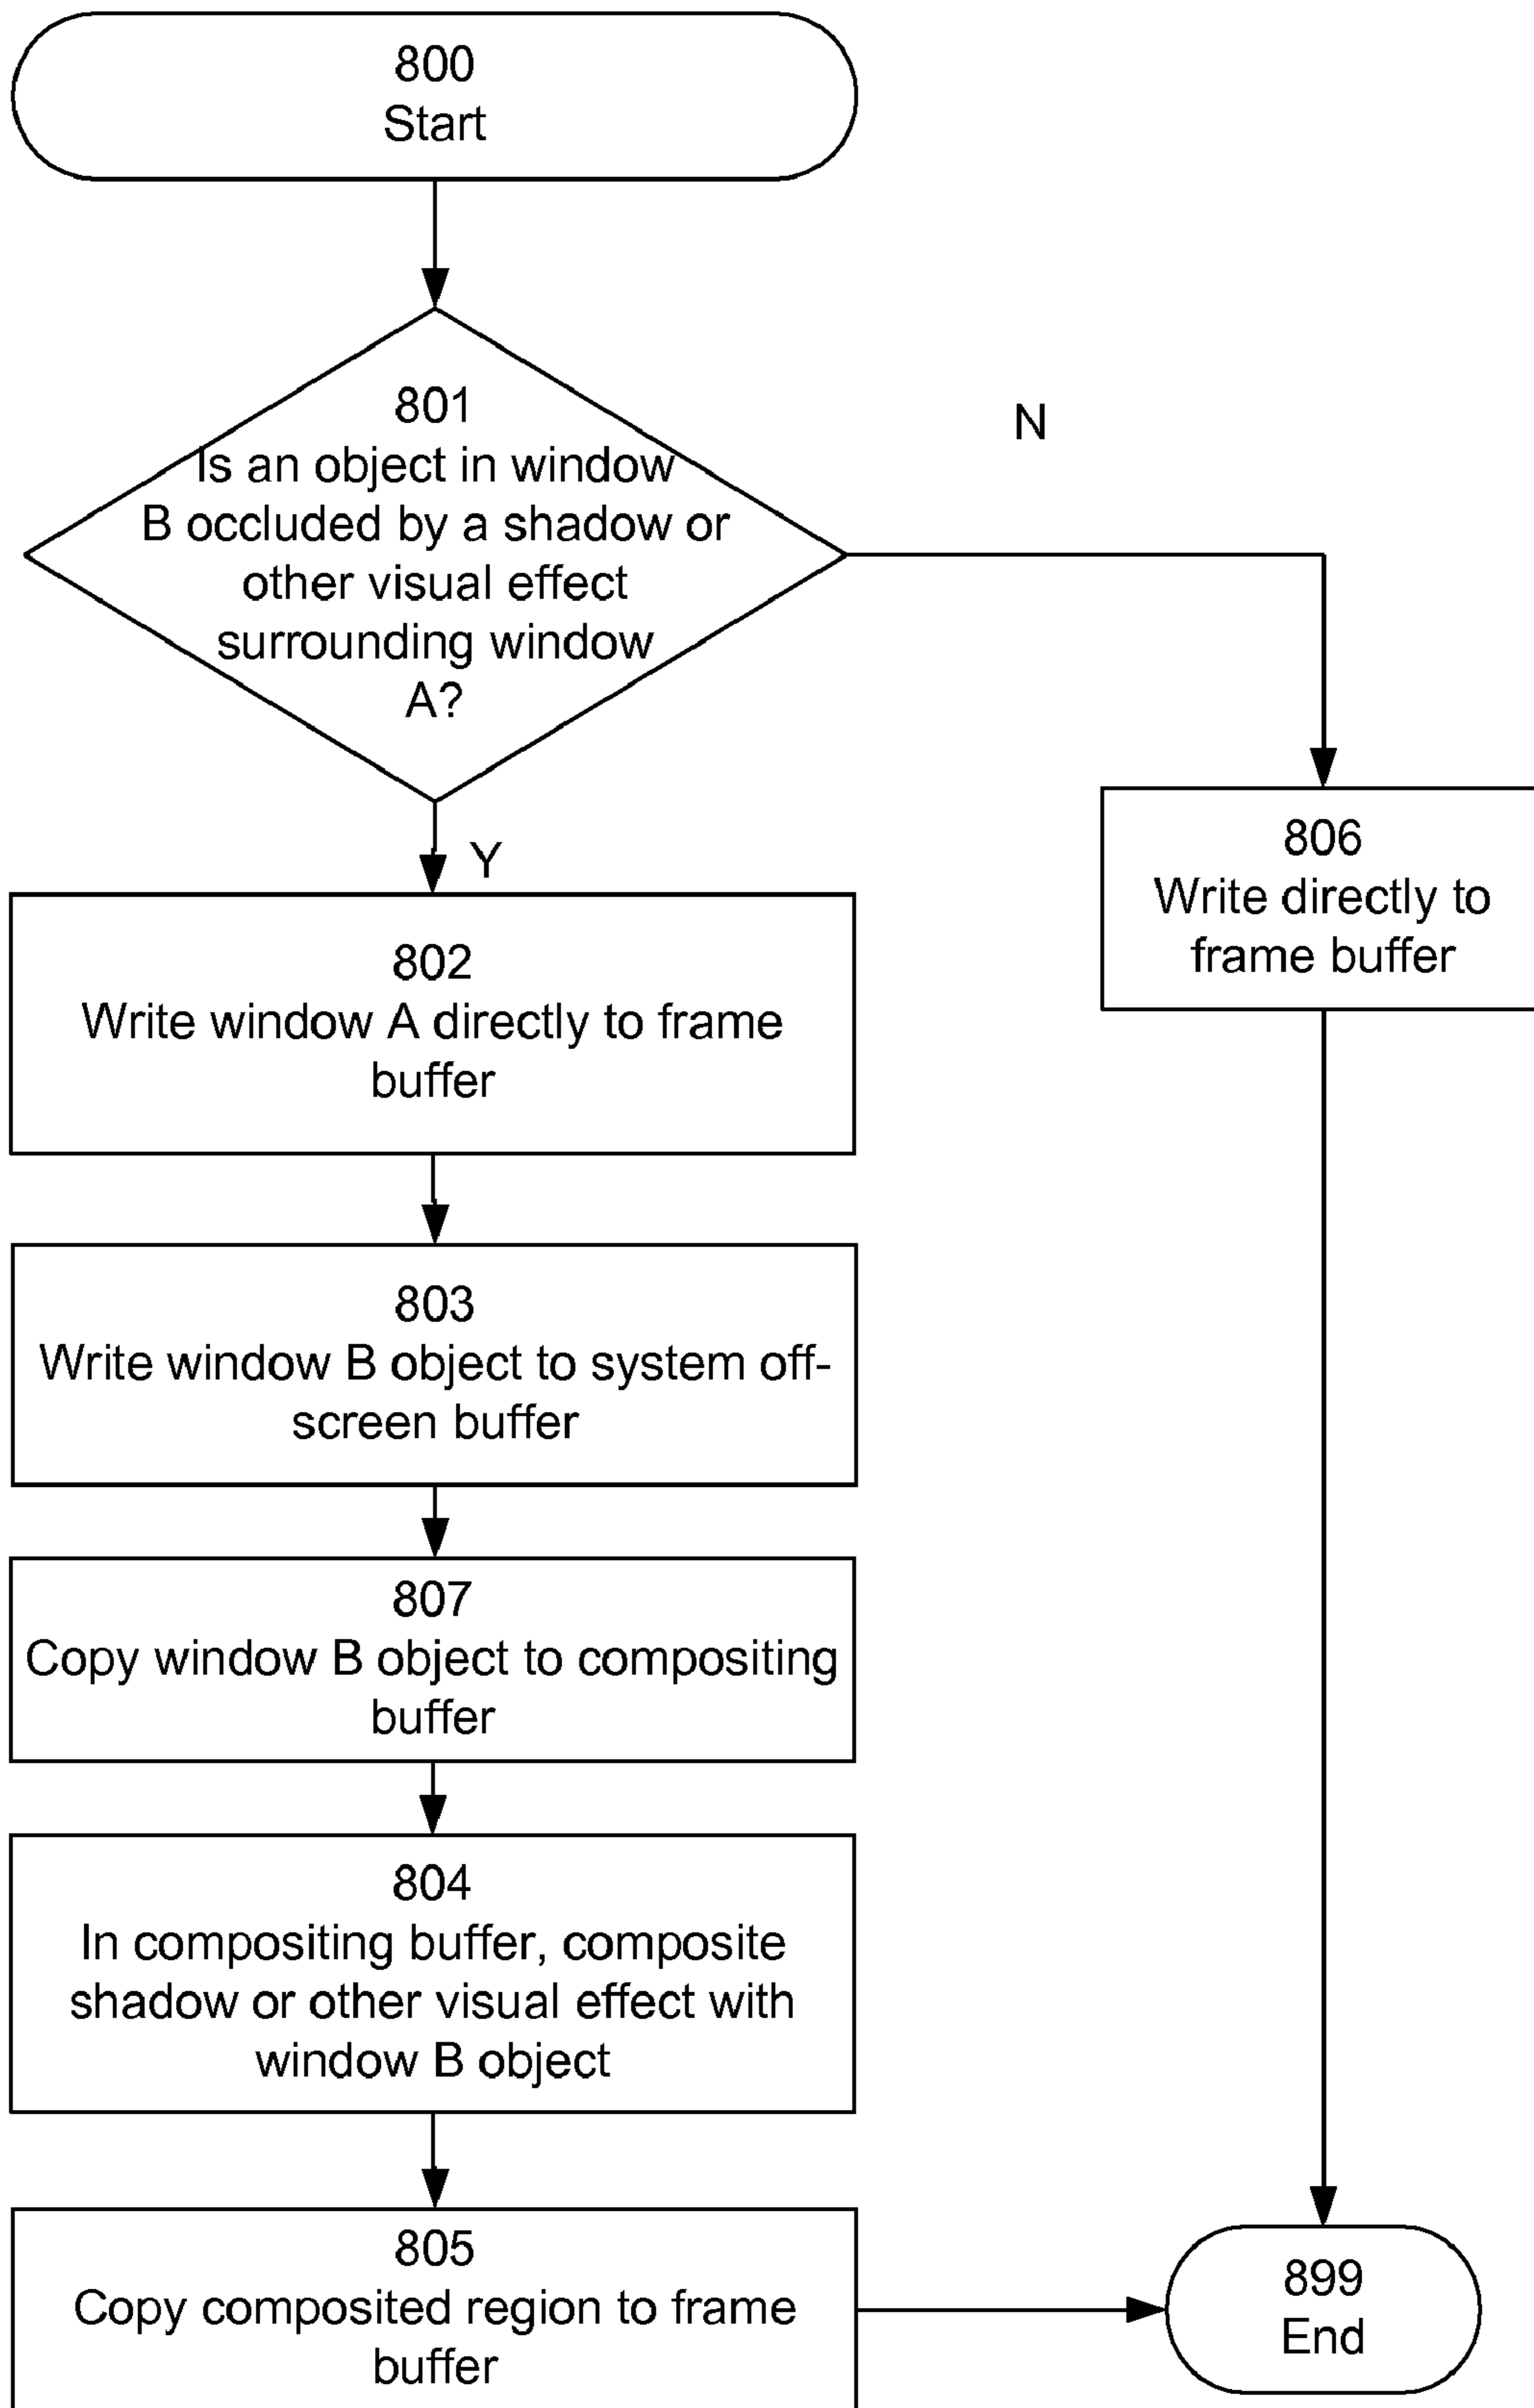 800
Start
801
Is an object in window
B occluded by a shadow or
other visual effect
surrounding window
A?
N
Y
806
Write directly to
frame buffer
802
Write window A directly to frame
buffer
803
Write window B object to system off-
screen buffer
807
Copy window B object to compositing
buffer
804
In compositing buffer, composite
shadow or other visual effect with
window B object
805
Copy composited region to frame
buffer
899
End